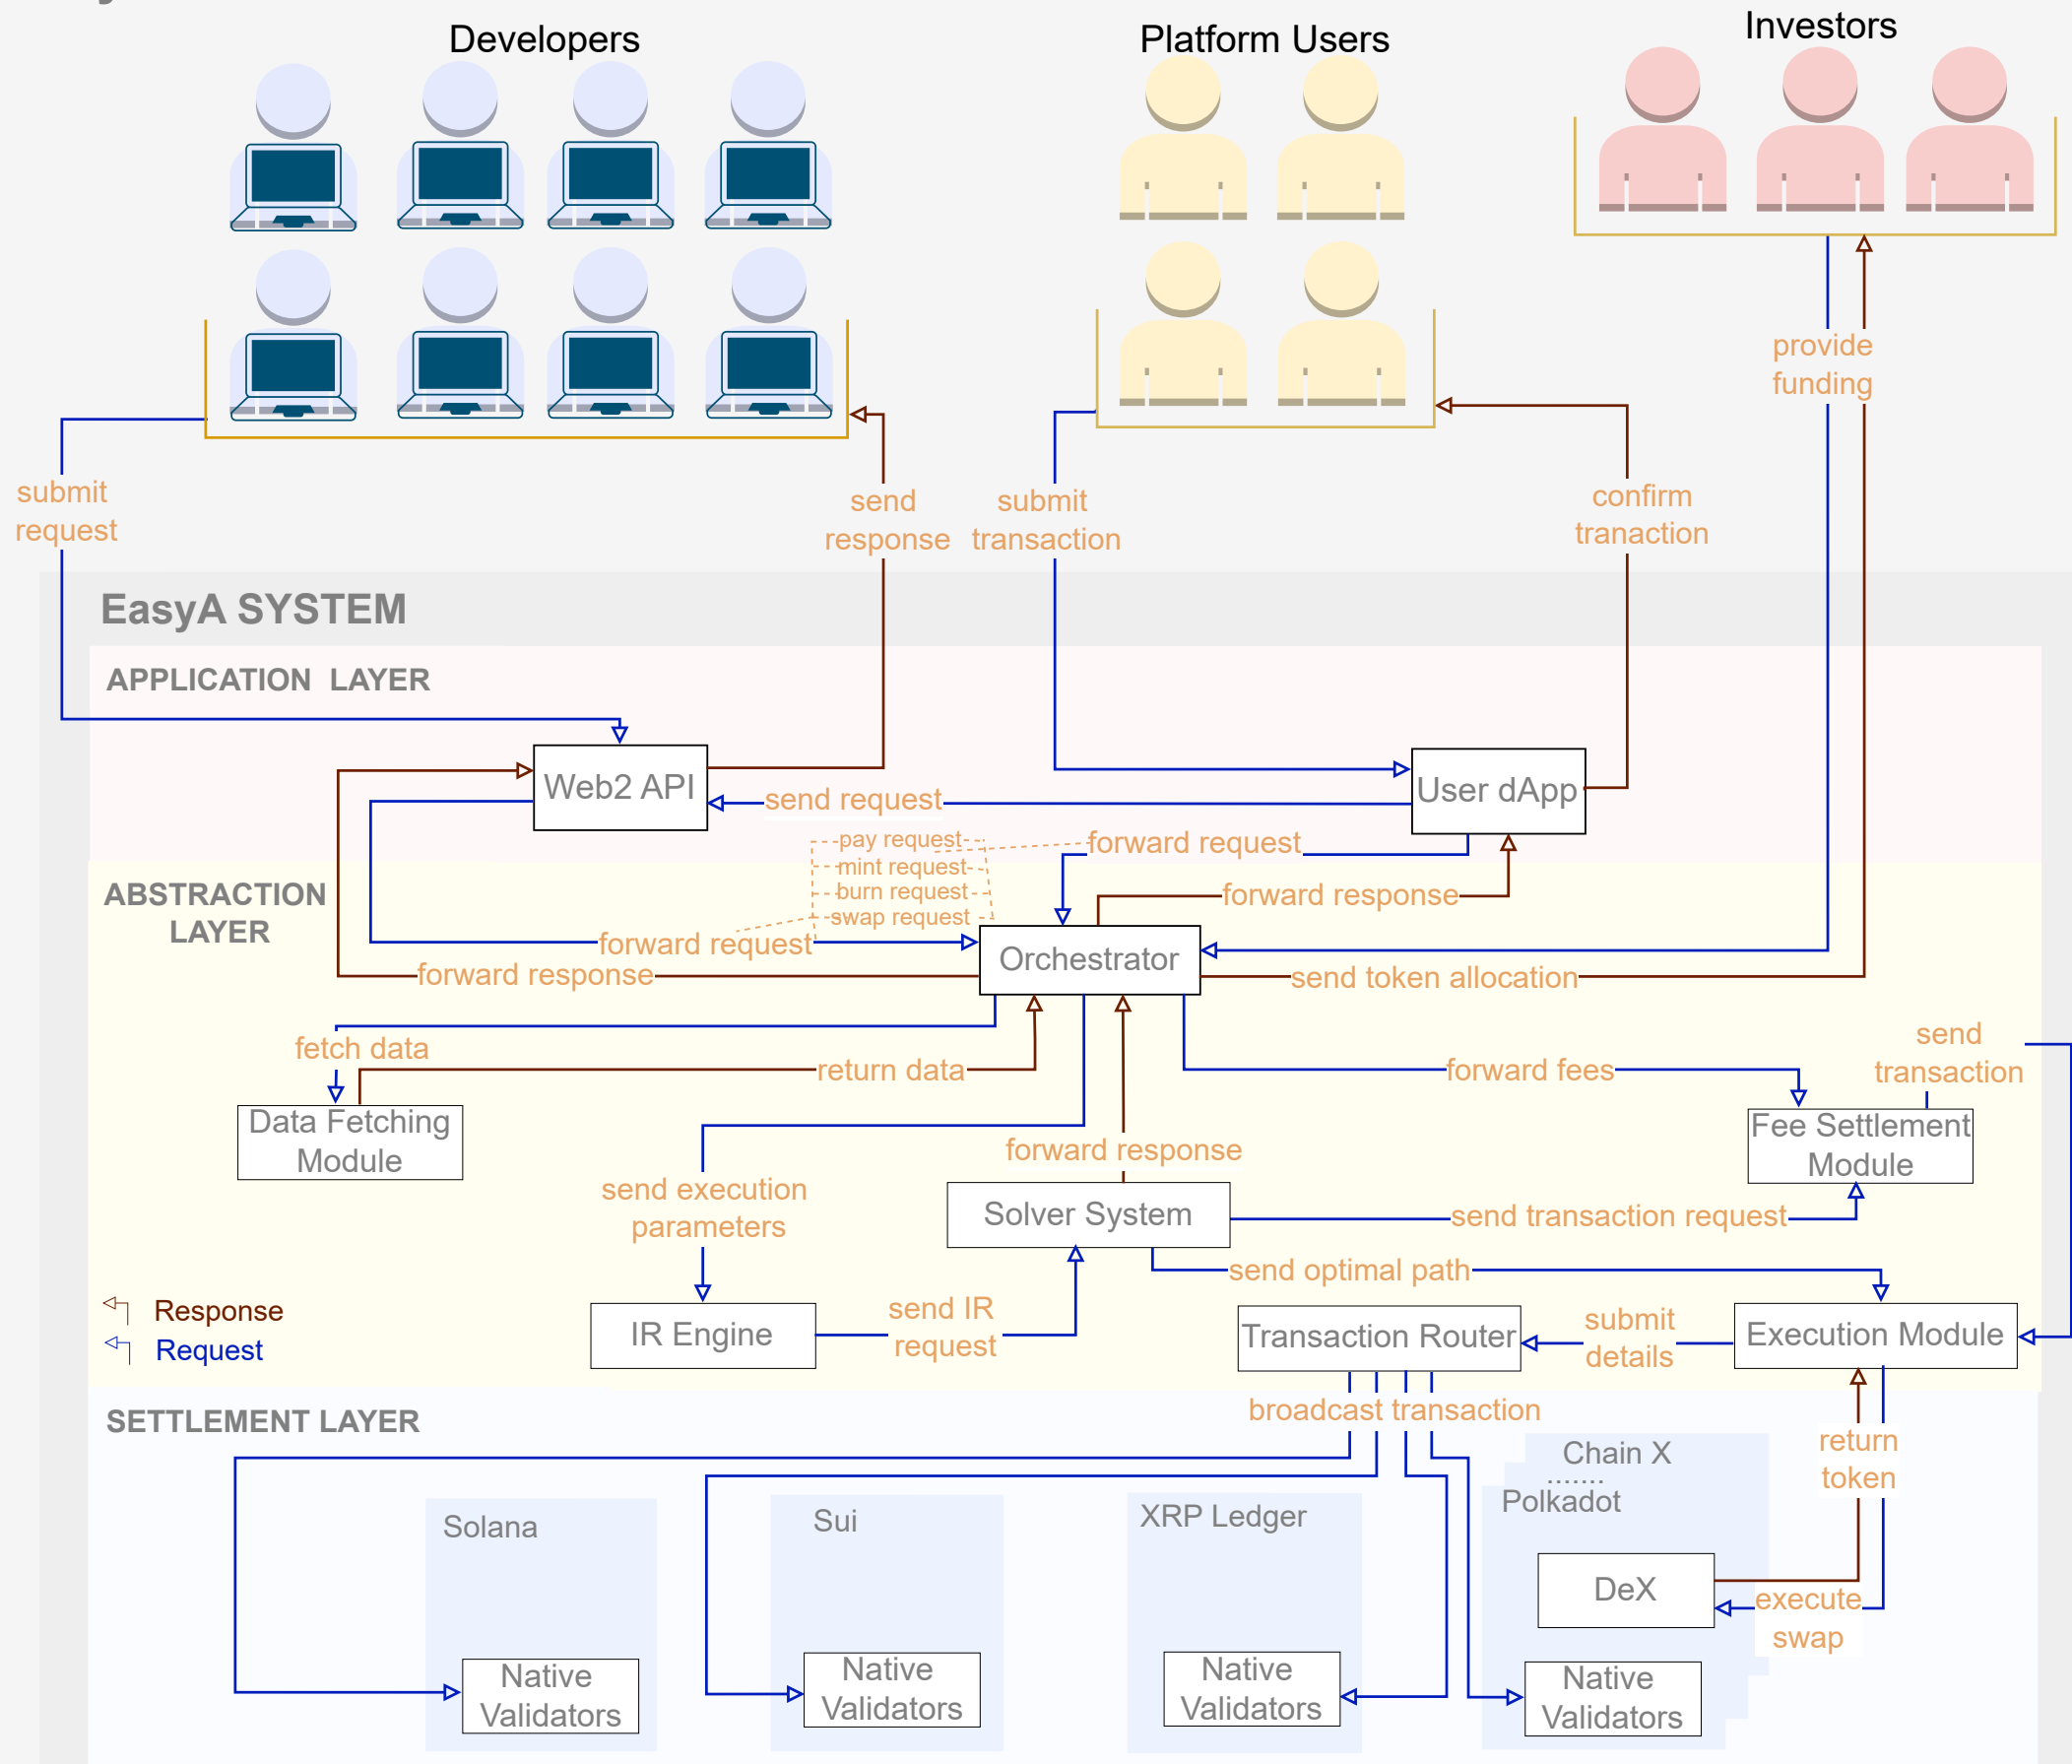 Developers
Platform Users
Investors
provide
funding
submit
request
send
response
submit
transaction
confirm
tranaction
EasyA SYSTEM
APPLICATION LAYER
Web2 API
User dApp
send request
pay request
mint request
burn request
swap request
forward request
forward response
ABSTRACTION
LAYER
forward request
forward response
Orchestrator
send token allocation
fetch data
return data
forward fees
send
transaction
Data Fetching
Module
Fee Settlement
Module
forward response
send execution
parameters
Solver System
send transaction request
send optimal path
Response
Request
IR Engine
send IR
request
Transaction Router
submit
details
Execution Module
SETTLEMENT LAYER
broadcast transaction
return
token
Chain X
.......
Polkadot
Solana
Sui
XRP Ledger
DeX
execute
swap
Native
Validators
Native
Validators
Native
Validators
Native
Validators